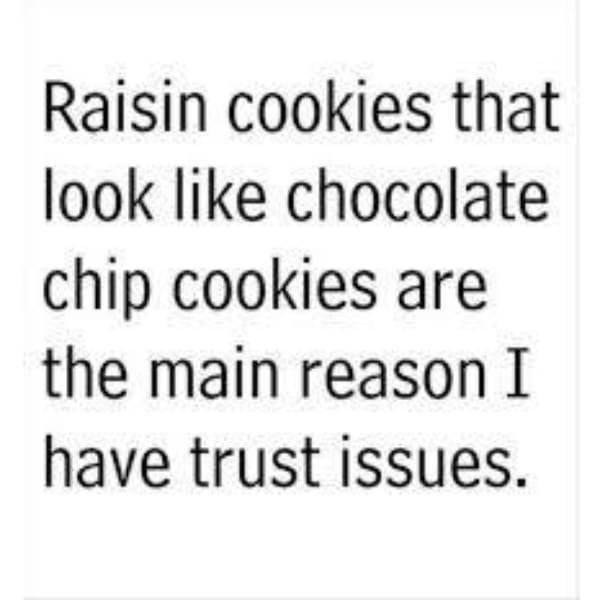 Raisin cookies that
look like chocolate
chip cookies are
the main reason I
have trust issues.